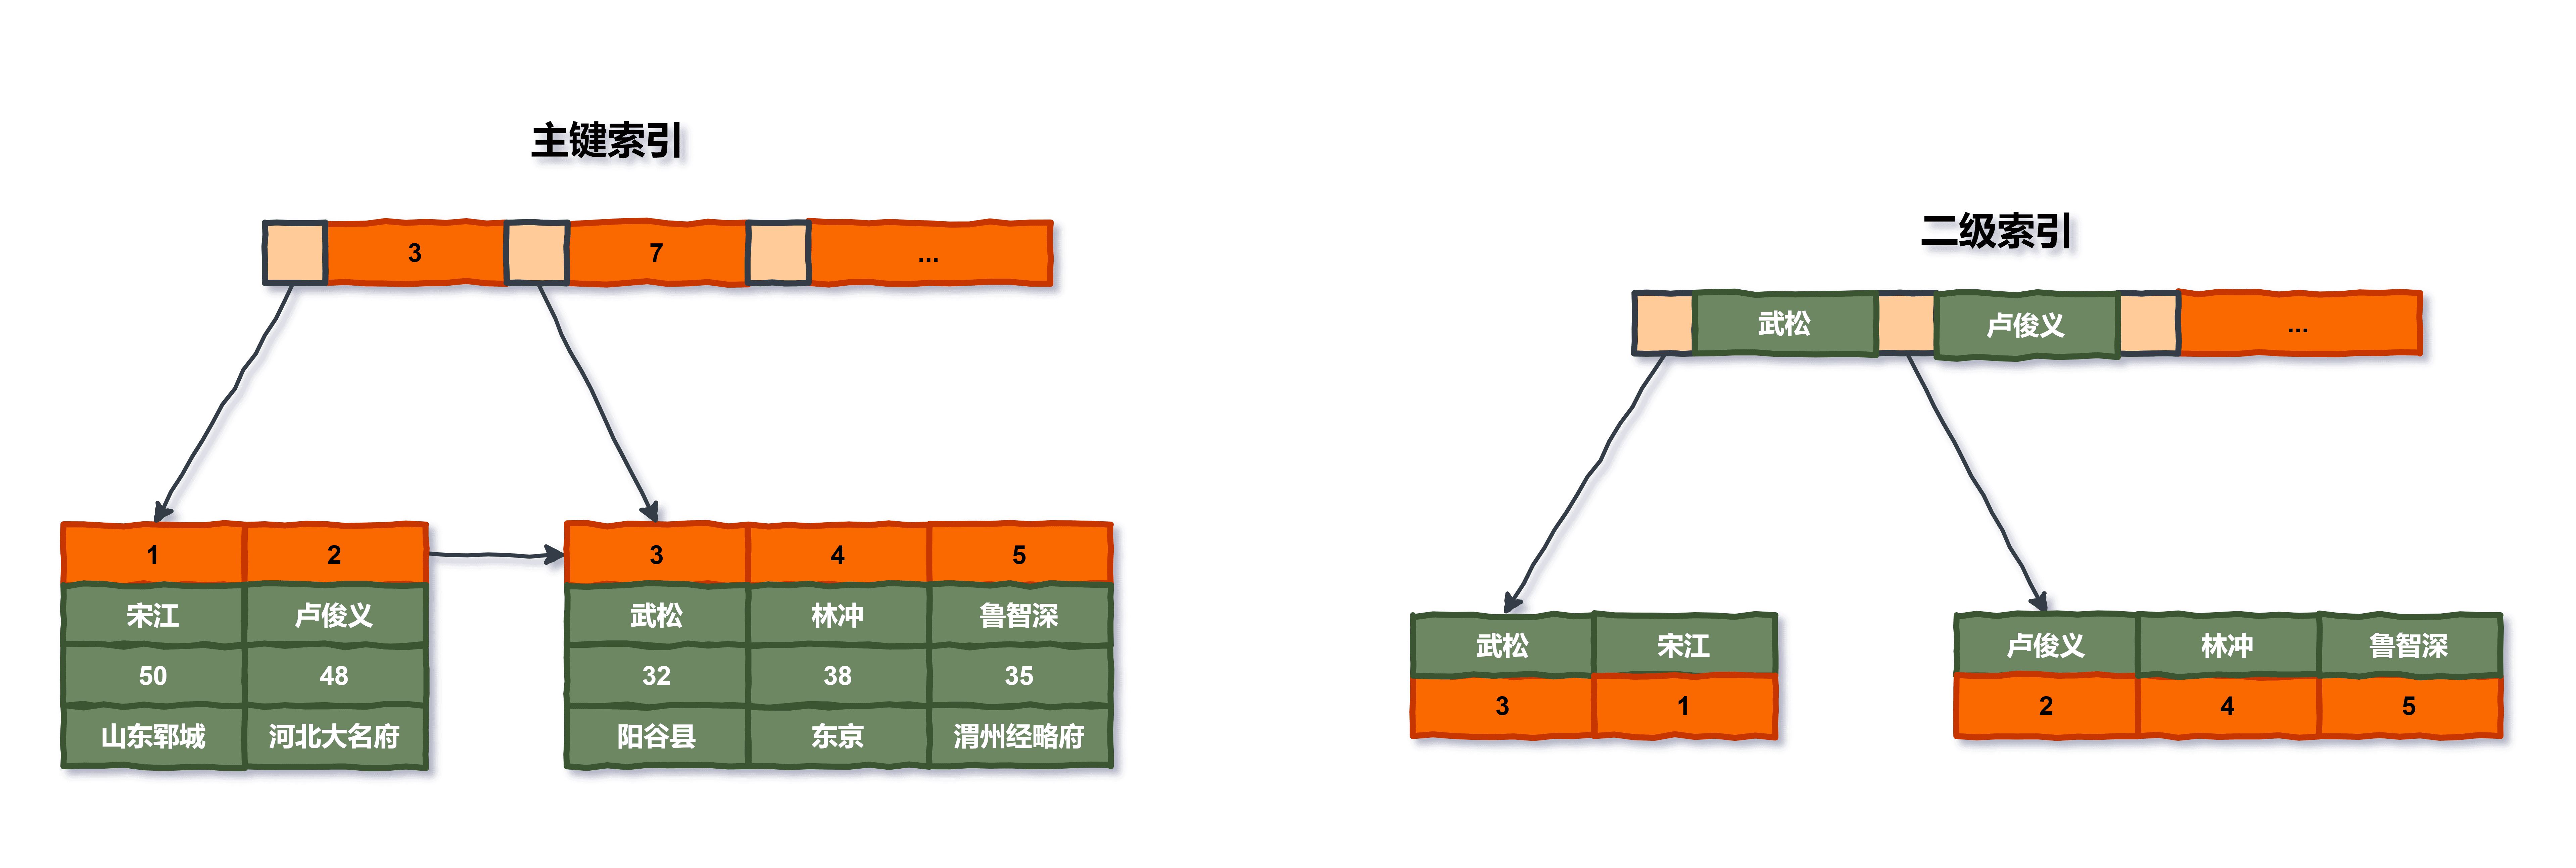 主键索引
3 7 ...
1 2 3 4 5
宋江 卢俊义 武松 林冲 鲁智深
50 48 32 38 35
山东郓城 河北大名府 阳谷县 东京 渭州经略府
二级索引
武松 卢俊义 ...
武松 宋江 卢俊义 林冲 鲁智深
3 1 2 4 5